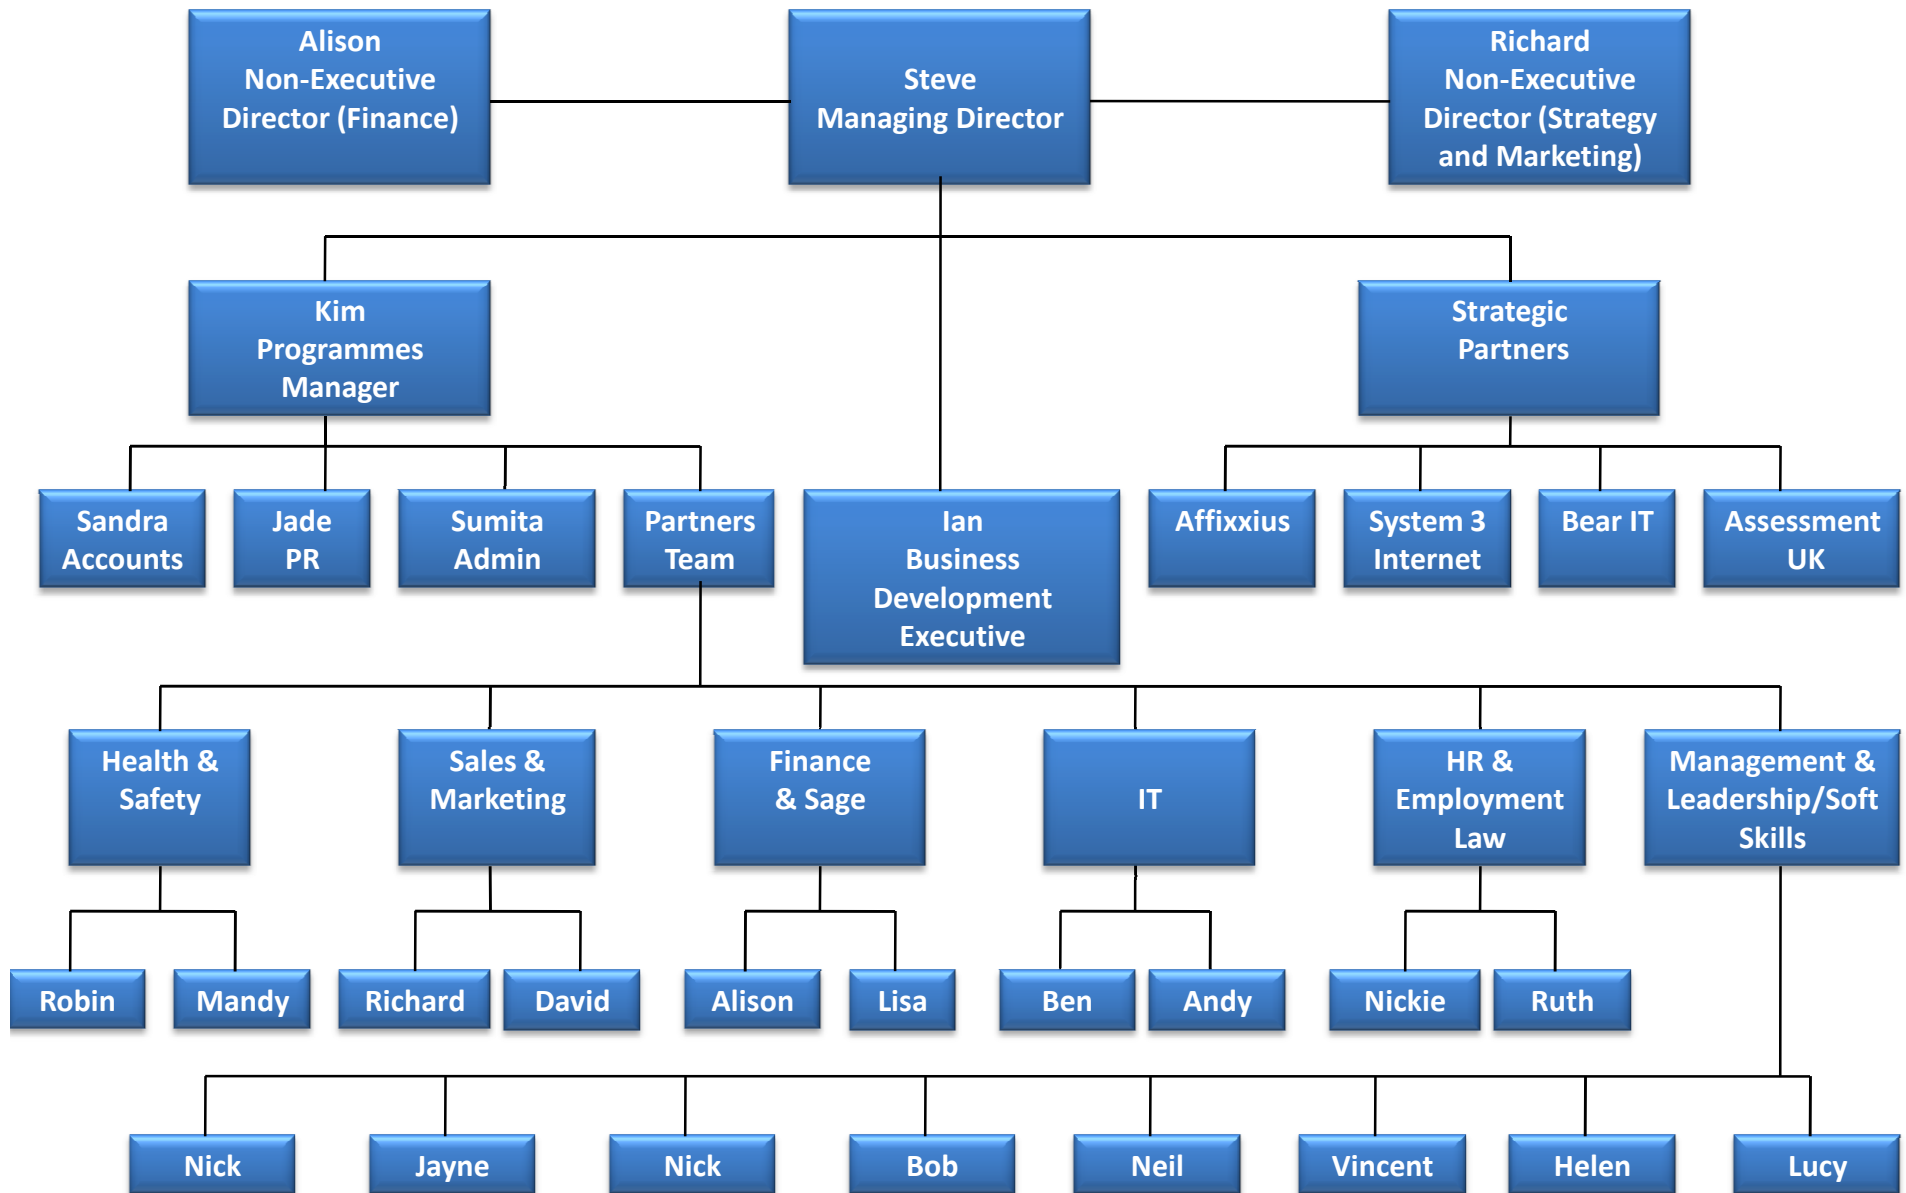 Alison
Non-Executive
Director (Finance)
Steve
Managing Director
Richard
Non-Executive
Director (Strategy
and Marketing)
Kim
Programmes
Manager
Strategic
Partners
Sandra
Accounts
Jade
PR
Sumita
Admin
Partners
Team
Ian
Business
Development
Executive
Affixxius
System 3
Internet
Bear IT
Assessment
UK
Health &
Safety
Sales &
Marketing
Finance
& Sage
IT
HR &
Employment
Law
Management &
Leadership/Soft
Skills
Robin
Mandy
Richard
David
Alison
Lisa
Ben
Andy
Nickie
Ruth
Nick
Jayne
Nick
Bob
Neil
Vincent
Helen
Lucy